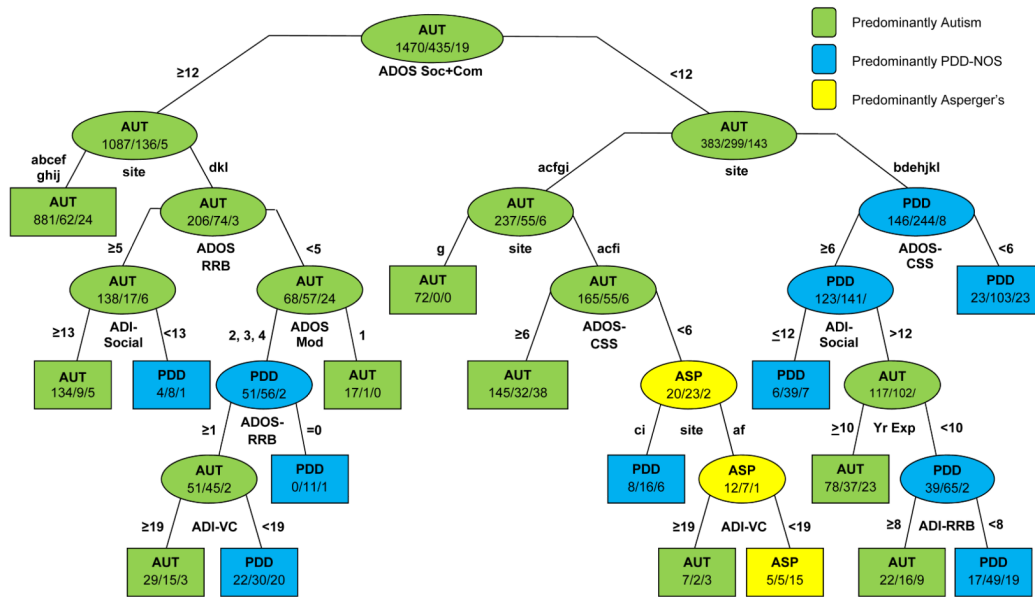 AUT
1470/435/19
ADOS Soc+Com
Predominantly Autism
Predominantly PDD-NOS
Predominantly Asperger's
≥12
<12
AUT
1087/136/5
site
AUT
383/299/143
site
abcef
ghij
dkl
acfgi
bdehjkl
AUT
881/62/24
AUT
206/74/3
ADOS
RRB
AUT
237/55/6
site
PDD
146/244/8
ADOS-
CSS
≥5
<5
g
acfi
≥6
<6
AUT
138/17/6
ADI-
Social
AUT
68/57/24
ADOS
Mod
AUT
72/0/0
AUT
165/55/6
ADOS-
CSS
PDD
123/141/
ADI-
Social
PDD
23/103/23
≥13
<13
2, 3, 4
1
≥6
<6
≤12
>12
AUT
134/9/5
PDD
4/8/1
PDD
51/56/2
ADOS-
RRB
AUT
17/1/0
AUT
145/32/38
ASP
20/23/2
site
PDD
6/39/7
AUT
117/102/
Yr Exp
≥1
=0
ci
af
≥10
<10
AUT
51/45/2
ADI-VC
PDD
0/11/1
PDD
8/16/6
ASP
12/7/1
ADI-VC
AUT
78/37/23
PDD
39/65/2
ADI-RRB
≥19
<19
≥19
<19
≥8
<8
AUT
29/15/3
PDD
22/30/20
AUT
7/2/3
ASP
5/5/15
AUT
22/16/9
PDD
17/49/19